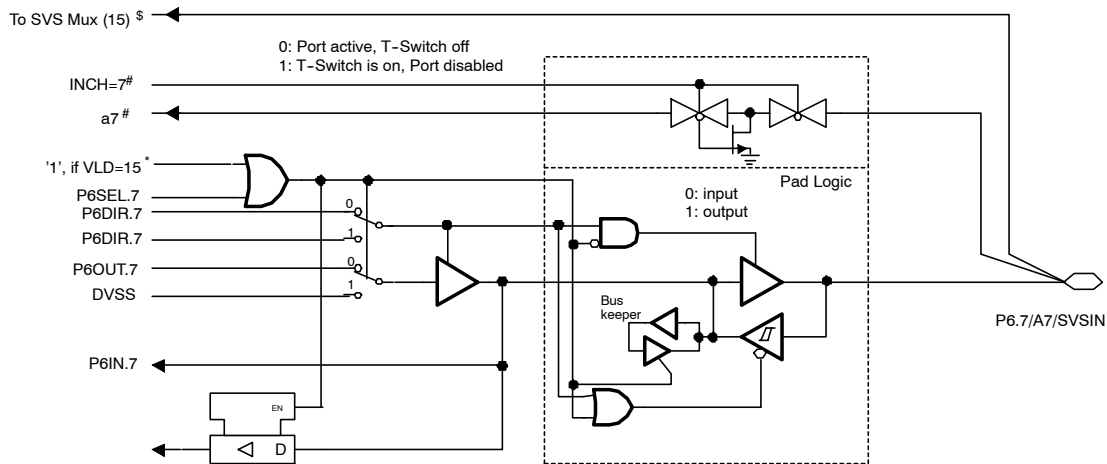 To SVS Mux (15) $
0: Port active, T-Switch off
1: T-Switch is on, Port disabled
INCH=7#
a7 #
'1', if VLD=15 *
P6SEL.7
P6DIR.7
0
P6DIR.7
1
P6OUT.7
0
DVSS
1
Pad Logic
0: input
1: output
Bus
keeper
P6.7/A7/SVSIN
P6IN.7
EN
D